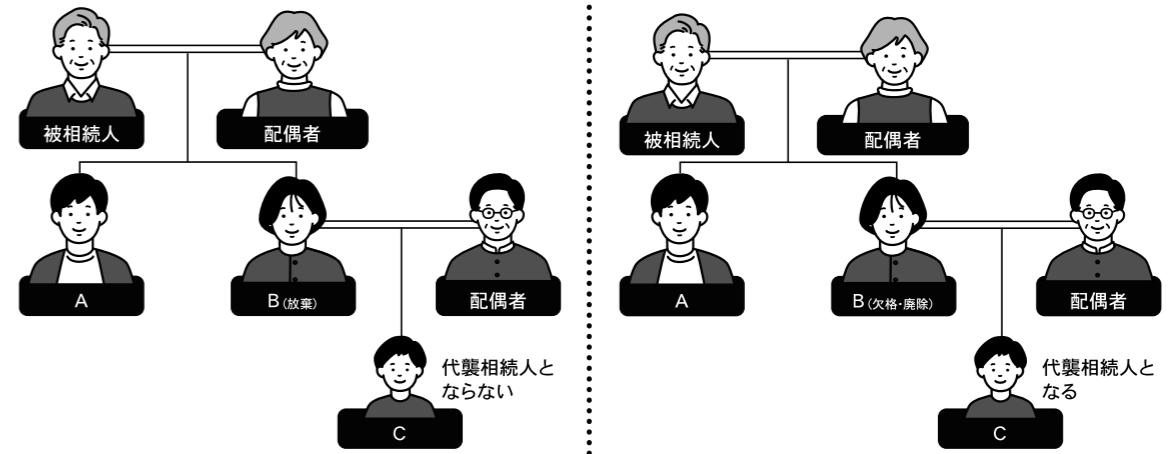 被相続人
配偶者
A
B(放棄)
配偶者
代襲相続人と
ならない
C
被相続人
配偶者
A
B(欠格・廃除)
配偶者
代襲相続人と
なる
C